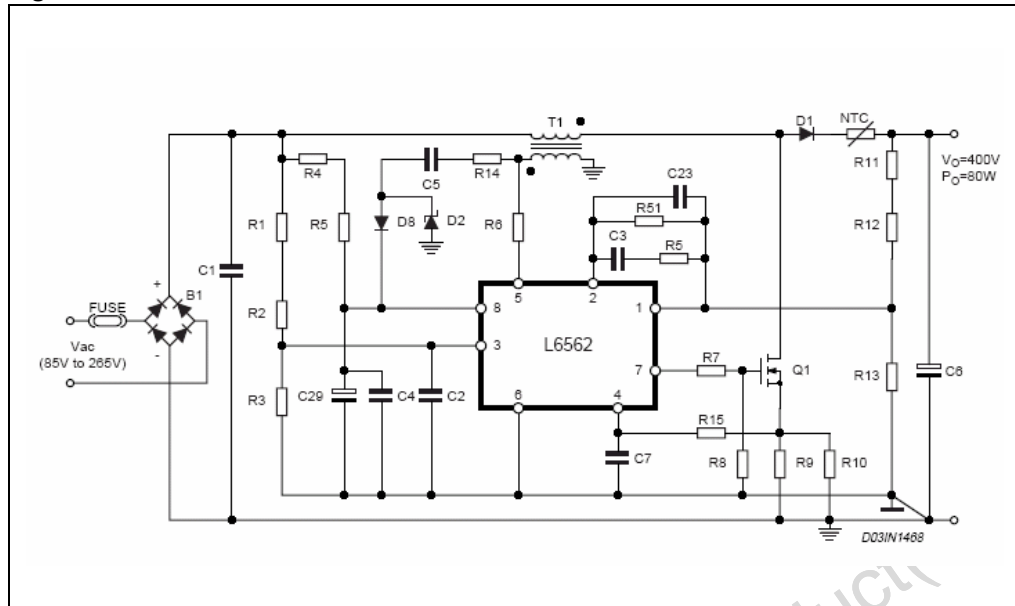 T1
D1
NTC
R4
C5
R14
C23
R11
VO=400V
PO=80W
R1
R5
D8
D2
R6
R51
C3
R5
R12
C1
+
B1
FUSE
5
2
R2
8
1
Vac
(85V to 265V)
-
3
L6562
7
R7
Q1
R3
C29
C4
C2
6
4
R15
R13
C6
C7
R8
R9
R10
D03IN1468